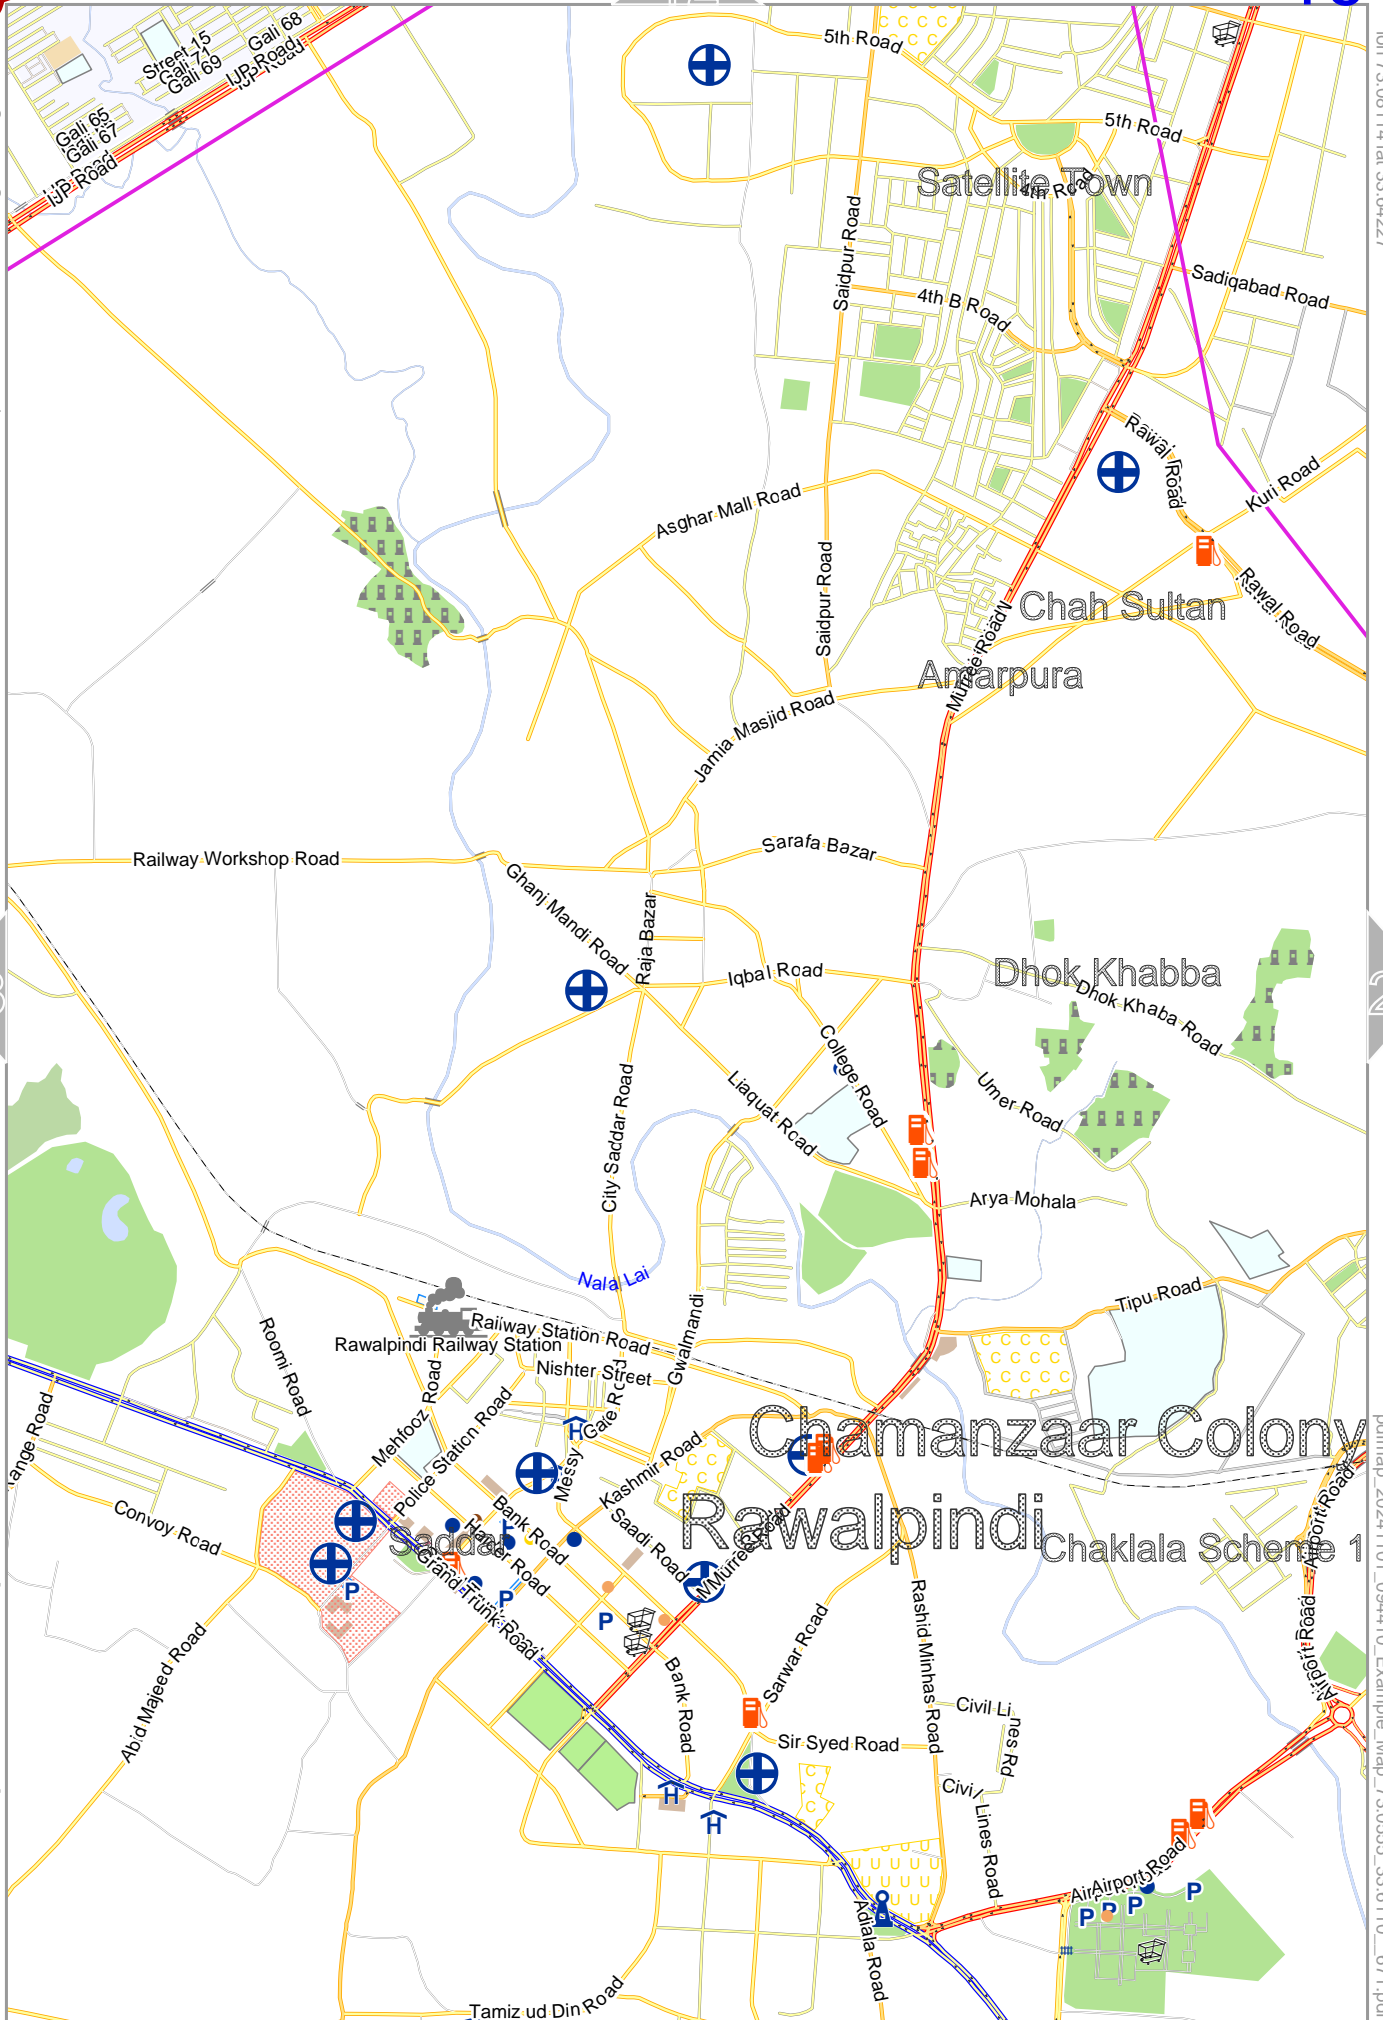 Gali 68
Street 15
Gali 71
Gali 69
IJP Road
IJP Road
Gali 65
Gali 67
IJP Road
IJP Road
5th Road
5th Road
Satellite Town
4th Road
Saidpur Road
Sadiqabad Road
4th B Road
Rawal Road
Kuri Road
Asghar Mall Road
Saidpur Road
Rawal Road
Chah Sultan
Murree Road
Amarpura
Jamia Masjid Road
Railway Workshop Road
Sarafa Bazar
Ghanj Mandi Road
Raja Bazar
Iqbal Road
Dhok Khabba
Dhok Khaba Road
College Road
Umer Road
Liaquat Road
City Saddar Road
Arya Mohala
Nala Lai
Tipu Road
Gwalmandi
Railway Station Road
Rawalpindi Railway Station
Nishter Street
Roomi Road
Mehfooz Road
Police Station Road
Messy Gate Road
Kashmir Road
Chamanzaar Colony
Rawalpindi
Chaklala Scheme 1
Convoy Road
Saddar
Bank Road
Haider Road
Saadi Road
Murree Road
Grand Trunk Road
Airport Road
Airport Road
Airport Road
Rashid Minhas Road
Sarwar Road
Abid Majeed Road
Bank Road
Civil Lines Rd
Sir Syed Road
Civil Lines Road
Airport Road
Airport Road
Adiala Road
Tamiz ud Din Road
P
P
P
P
P
P
P
H
H
H